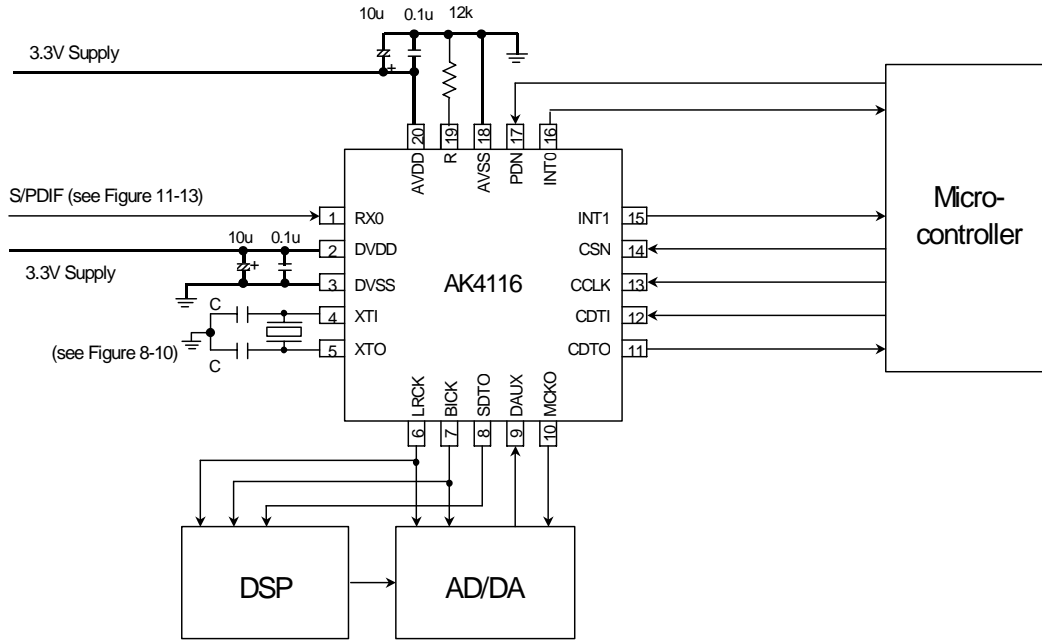 10u 0.1u 12k
3.3V Supply
20 19 18 17 16
AVDD R AVSS PDN INT0
S/PDIF (see Figure 11-13)
1 RX0 INT1 15
10u 0.1u
2 DVDD CSN 14
3.3V Supply
3 DVSS AK4116 CCLK 13
C
4 XTI CDTI 12
(see Figure 8-10)
5 XTO CDTO 11
C
LRCK BICK SDTO DAUX MCKO
6 7 8 9 10
Micro-
controller
DSP AD/DA